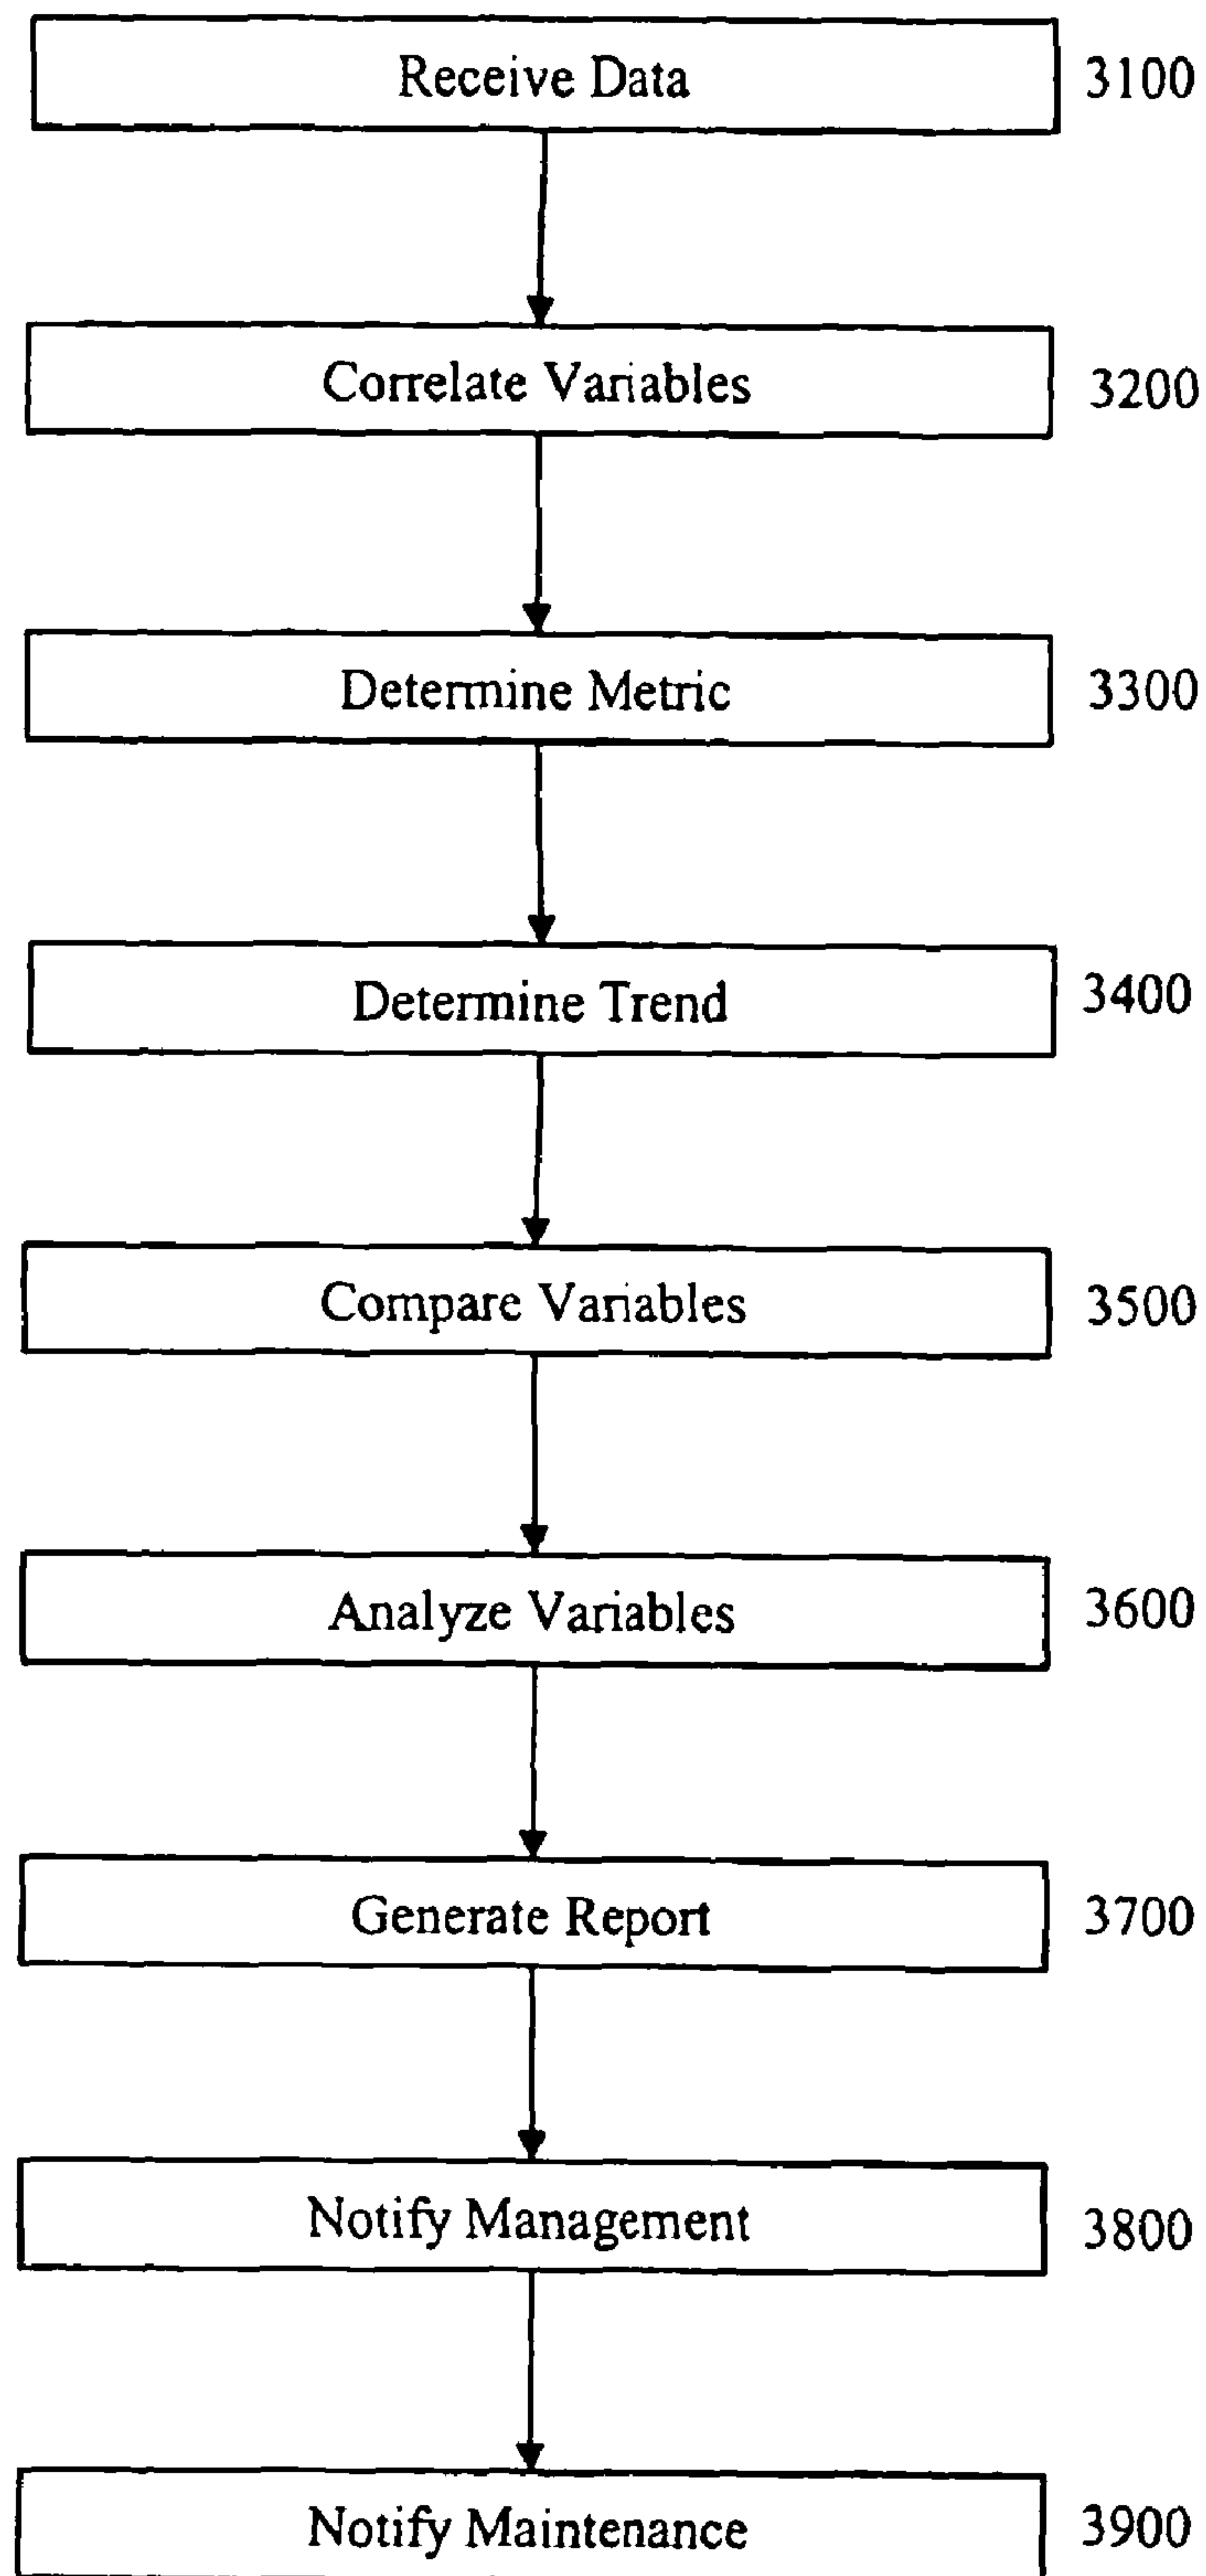 Receive Data 3100
Correlate Variables 3200
Determine Metric 3300
Determine Trend 3400
Compare Variables 3500
Analyze Variables 3600
Generate Report 3700
Notify Management 3800
Notify Maintenance 3900